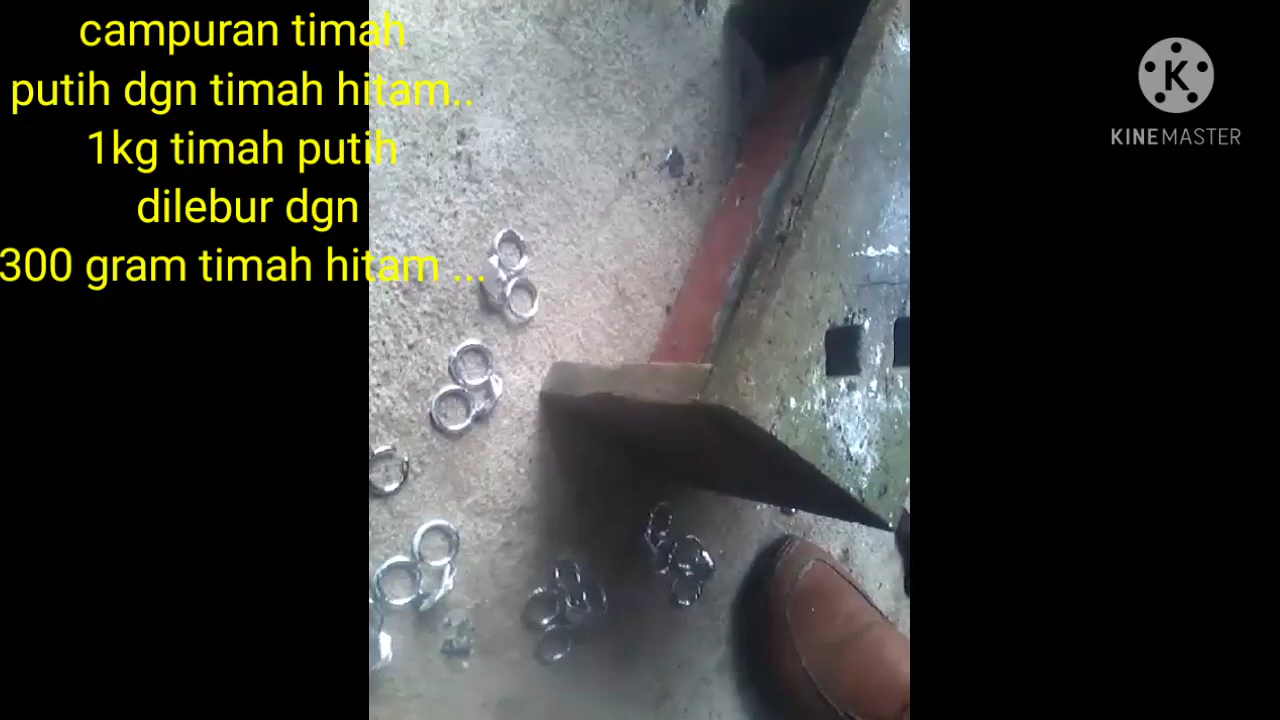 campuran timah
putih dgn timah hitam..
1kg timah putih
dilebur dgn
300 gram timah hitam ...
K
KINEMASTER